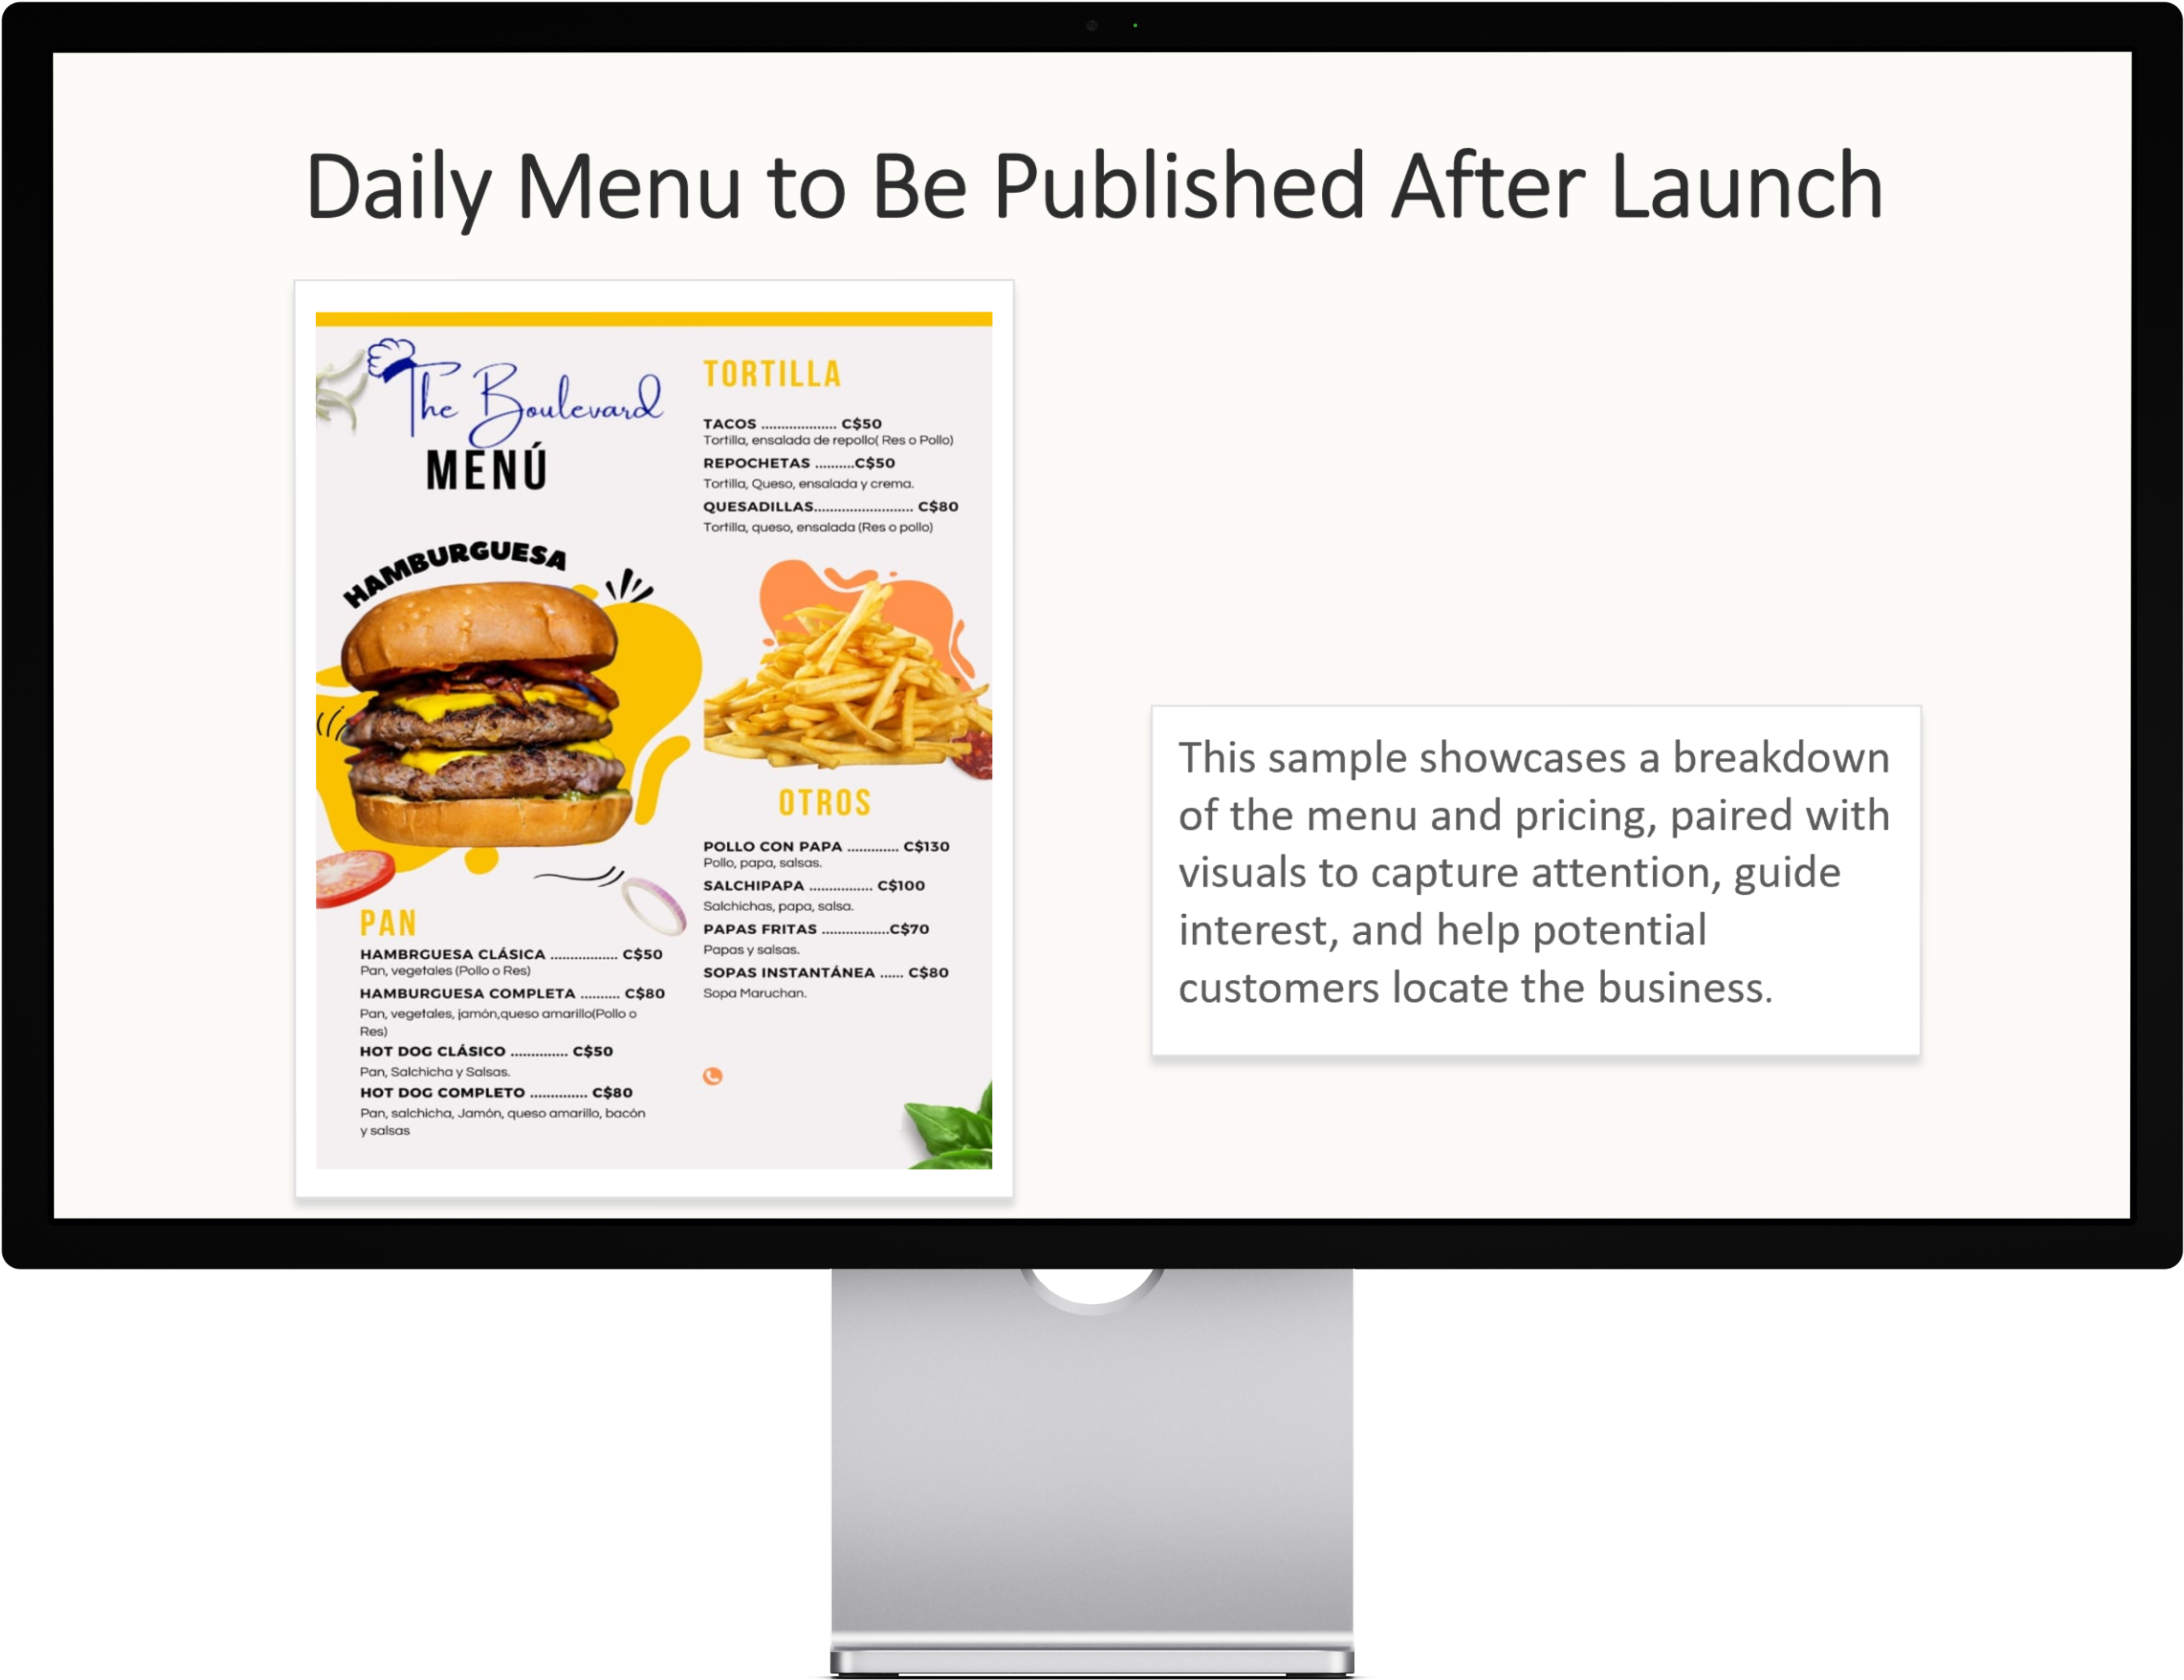 Daily Menu to Be Published After Launch
The Boulevard
MENÚ
HAMBURGUESA
PAN
HAMBRGUESA CLÁSICA ................. C$50
Pan, vegetales (Pollo o Res)
HAMBURGUESA COMPLETA .......... C$80
Pan, vegetales, jamón,queso amarillo(Pollo o
Res)
HOT DOG CLÁSICO .............. C$50
Pan, Salchicha y Salsas.
HOT DOG COMPLETO .............. C$80
Pan, salchicha, Jamón, queso amarillo, bacón
y salsas
TORTILLA
TACOS ................... C$50
Tortilla, ensalada de repollo( Res o Pollo)
REPOCHETAS ..........C$50
Tortilla, Queso, ensalada y crema.
QUESADILLAS......................... C$80
Tortilla, queso, ensalada (Res o pollo)
OTROS
POLLO CON PAPA ............. C$130
Pollo, papa, salsas.
SALCHIPAPA ................ C$100
Salchichas, papa, salsa.
PAPAS FRITAS .................C$70
Papas y salsas.
SOPAS INSTANTÁNEA ...... C$80
Sopa Maruchan.
This sample showcases a breakdown
of the menu and pricing, paired with
visuals to capture attention, guide
interest, and help potential
customers locate the business.